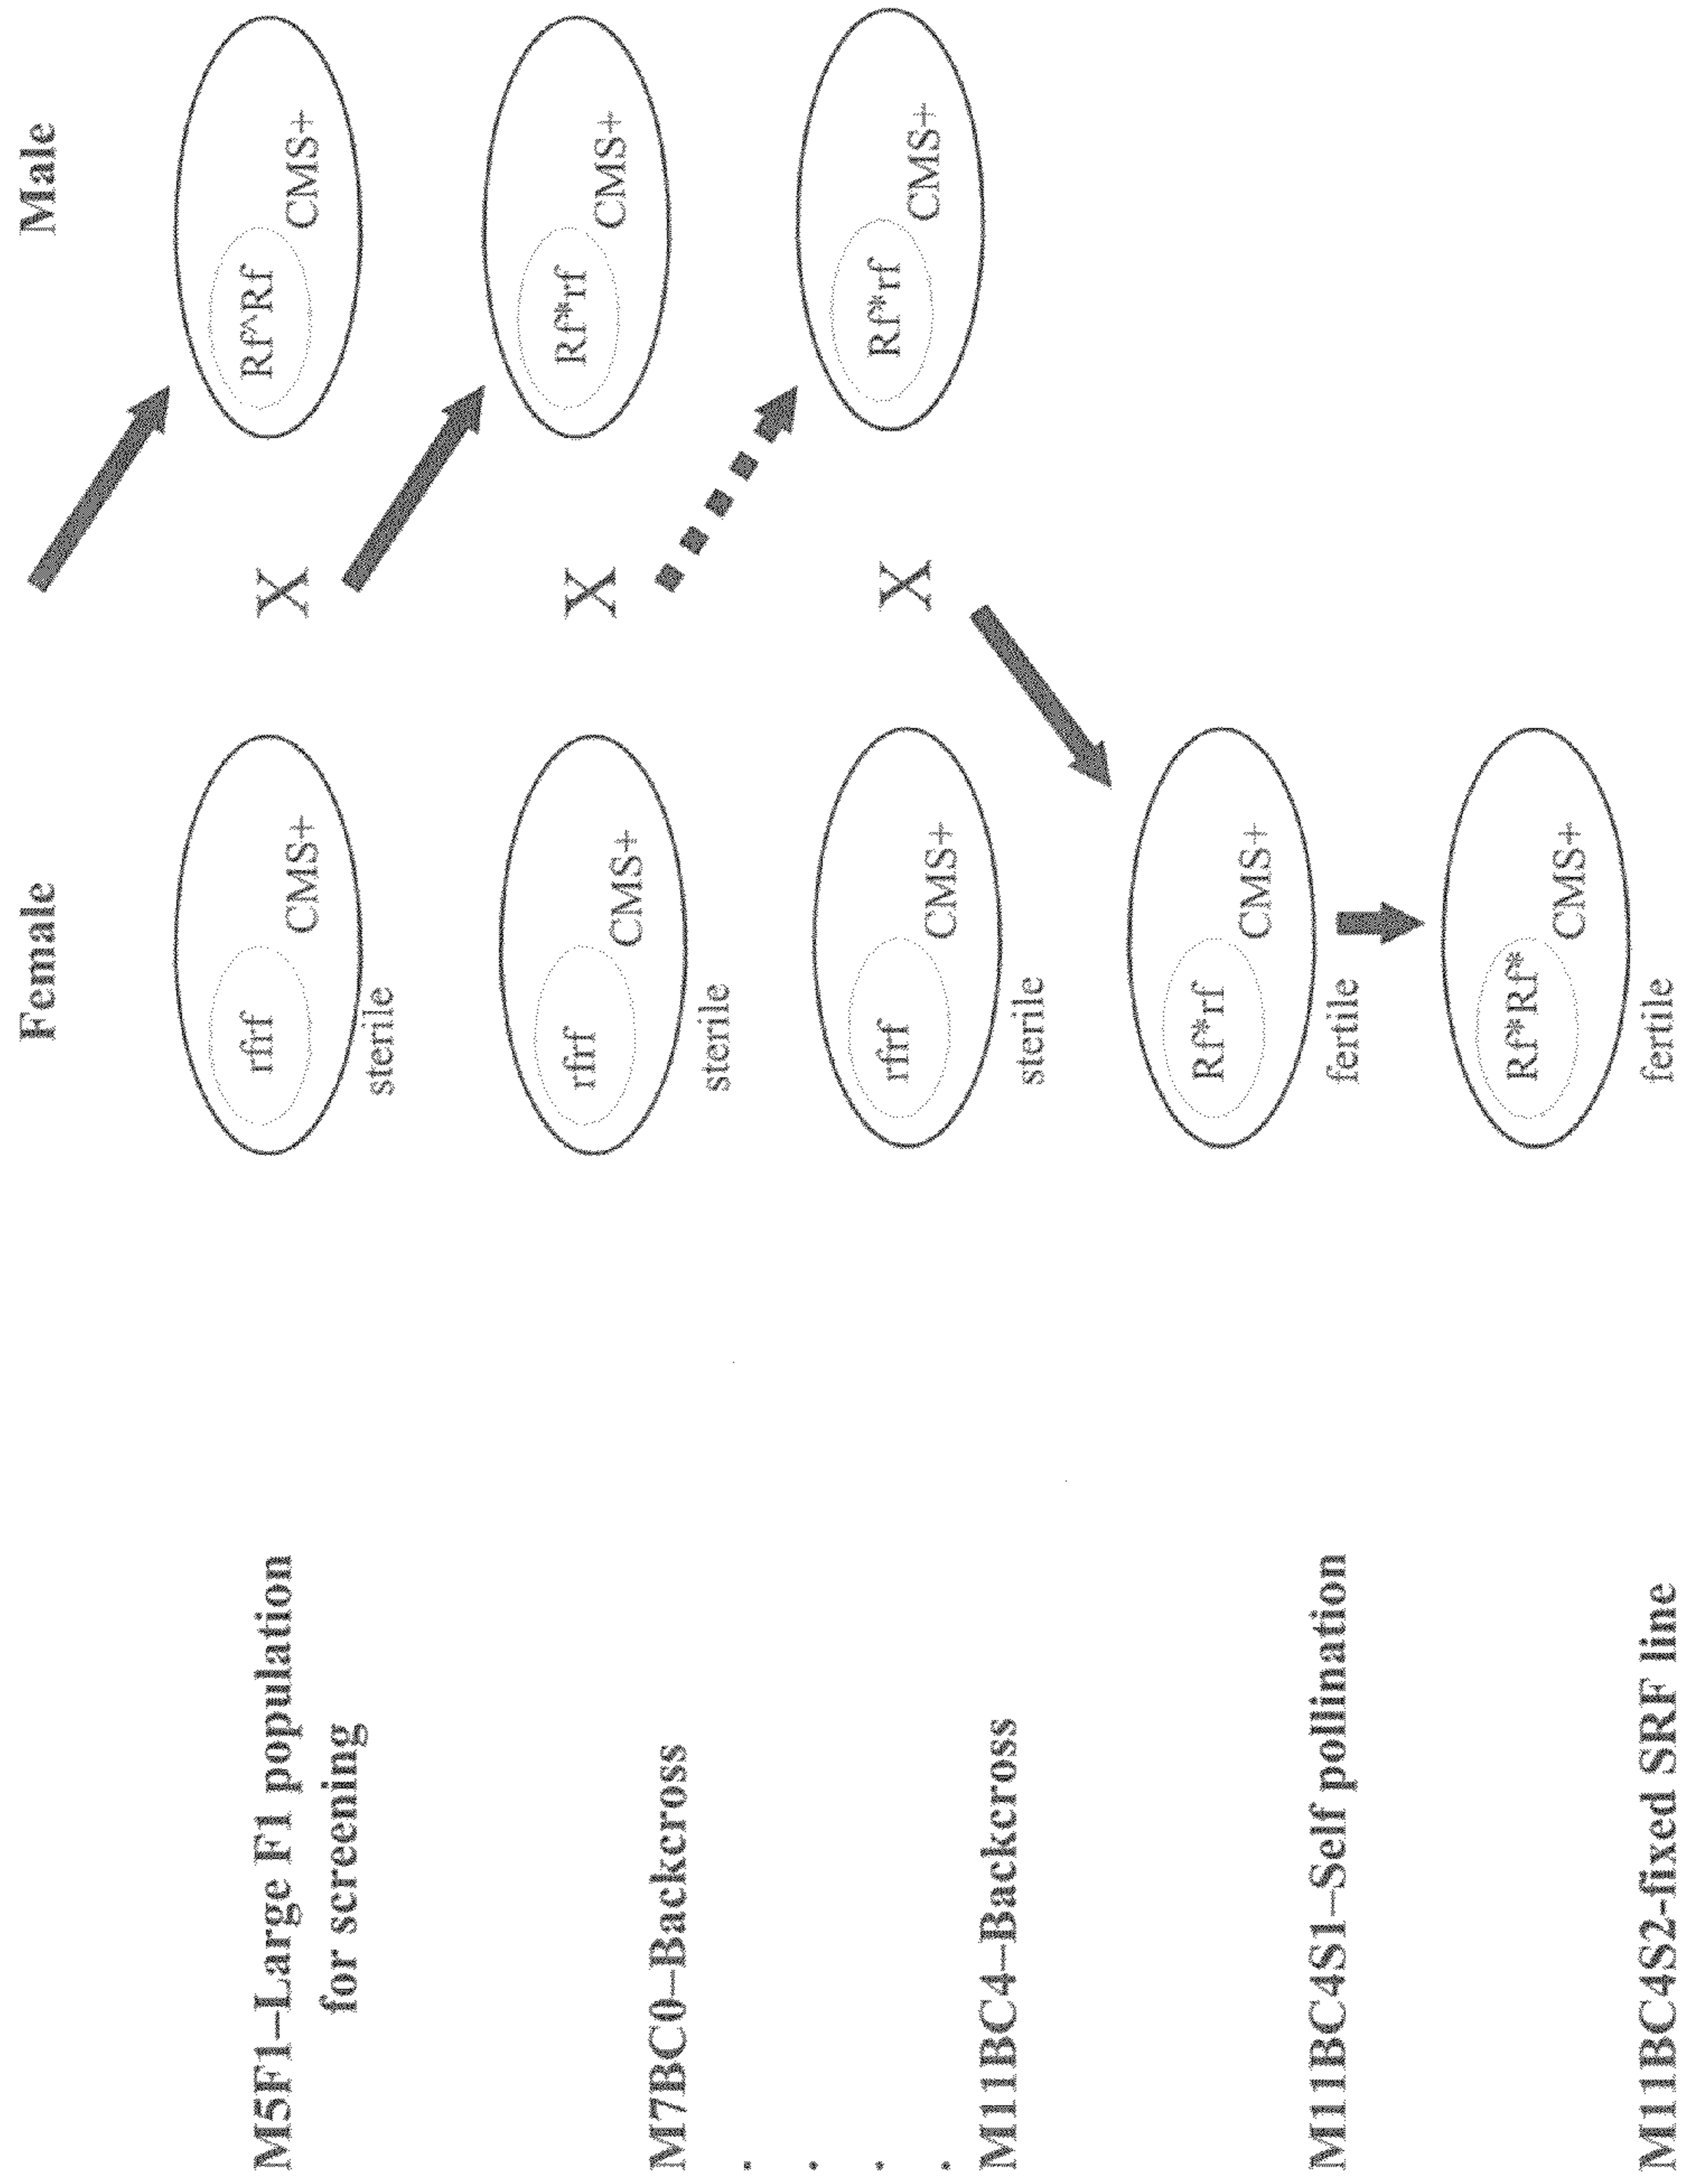 Female
Male
M5F1–Large F1 population
for screening
rfrf
CMS+
sterile
X
Rf^Rf
CMS+
M7BC0–Backcross
rfrf
CMS+
sterile
X
Rf*rf
CMS+
.
.
.
.
M11BC4–Backcross
rfrf
CMS+
sterile
X
Rf*rf
CMS+
M11BC4S1–Self pollination
Rf*rf
CMS+
fertile
M11BC4S2-fixed SRF line
Rf*Rf*
CMS+
fertile